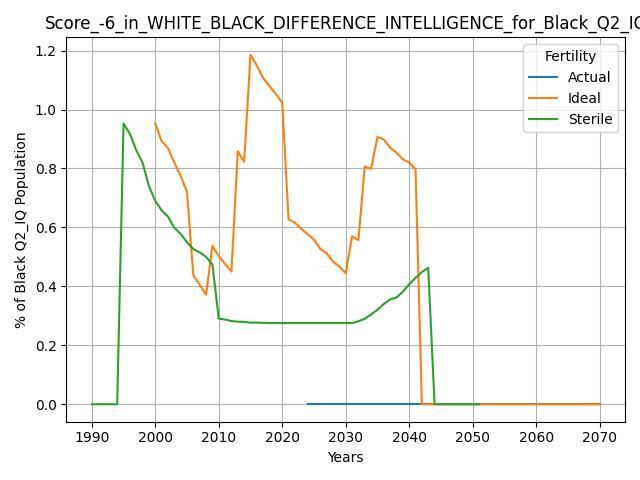 Score_-6_in_WHITE_BLACK_DIFFERENCE_INTELLIGENCE_for_Black_Q2_IQ
Fertility
Actual
Ideal
Sterile
% of Black Q2_IQ Population
1.2
1.0
0.8
0.6
0.4
0.2
0.0
1990 2000 2010 2020 2030 2040 2050 2060 2070
Years